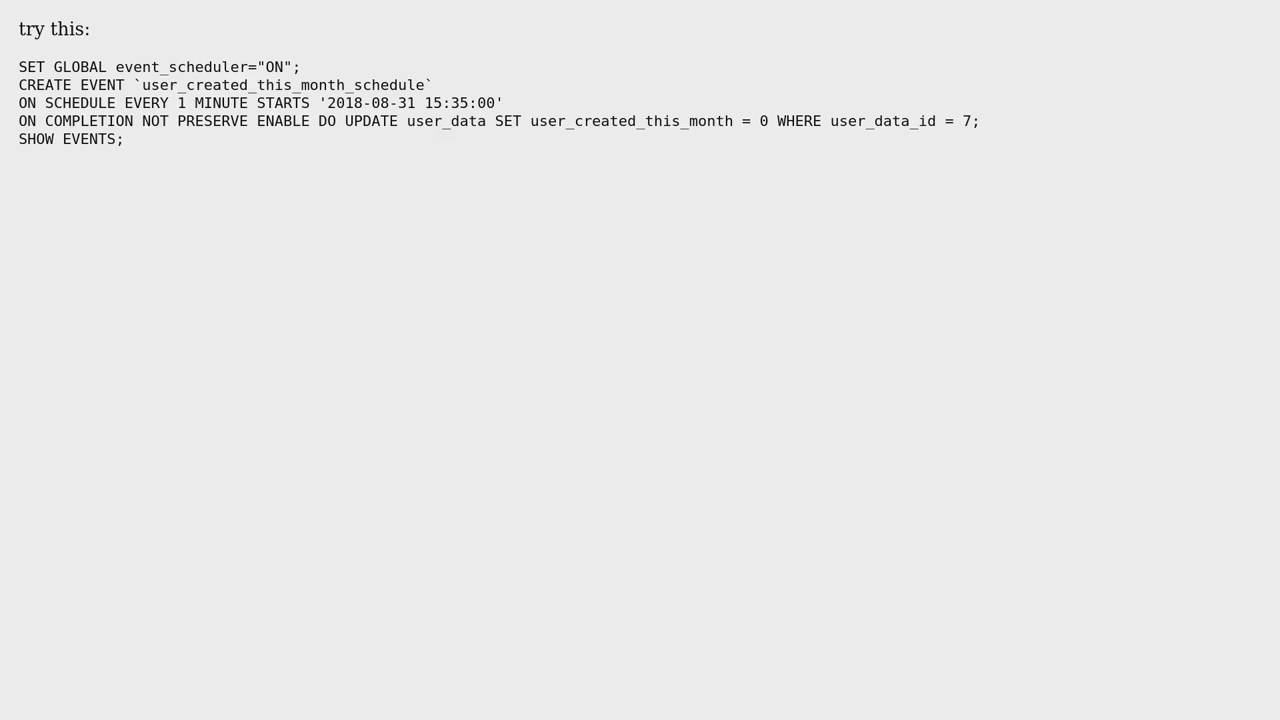 try this:
SET GLOBAL event_scheduler="ON";
CREATE EVENT `user_created_this_month_schedule`
ON SCHEDULE EVERY 1 MINUTE STARTS '2018-08-31 15:35:00'
ON COMPLETION NOT PRESERVE ENABLE DO UPDATE user_data SET user_created_this_month = 0 WHERE user_data_id = 7;
SHOW EVENTS;